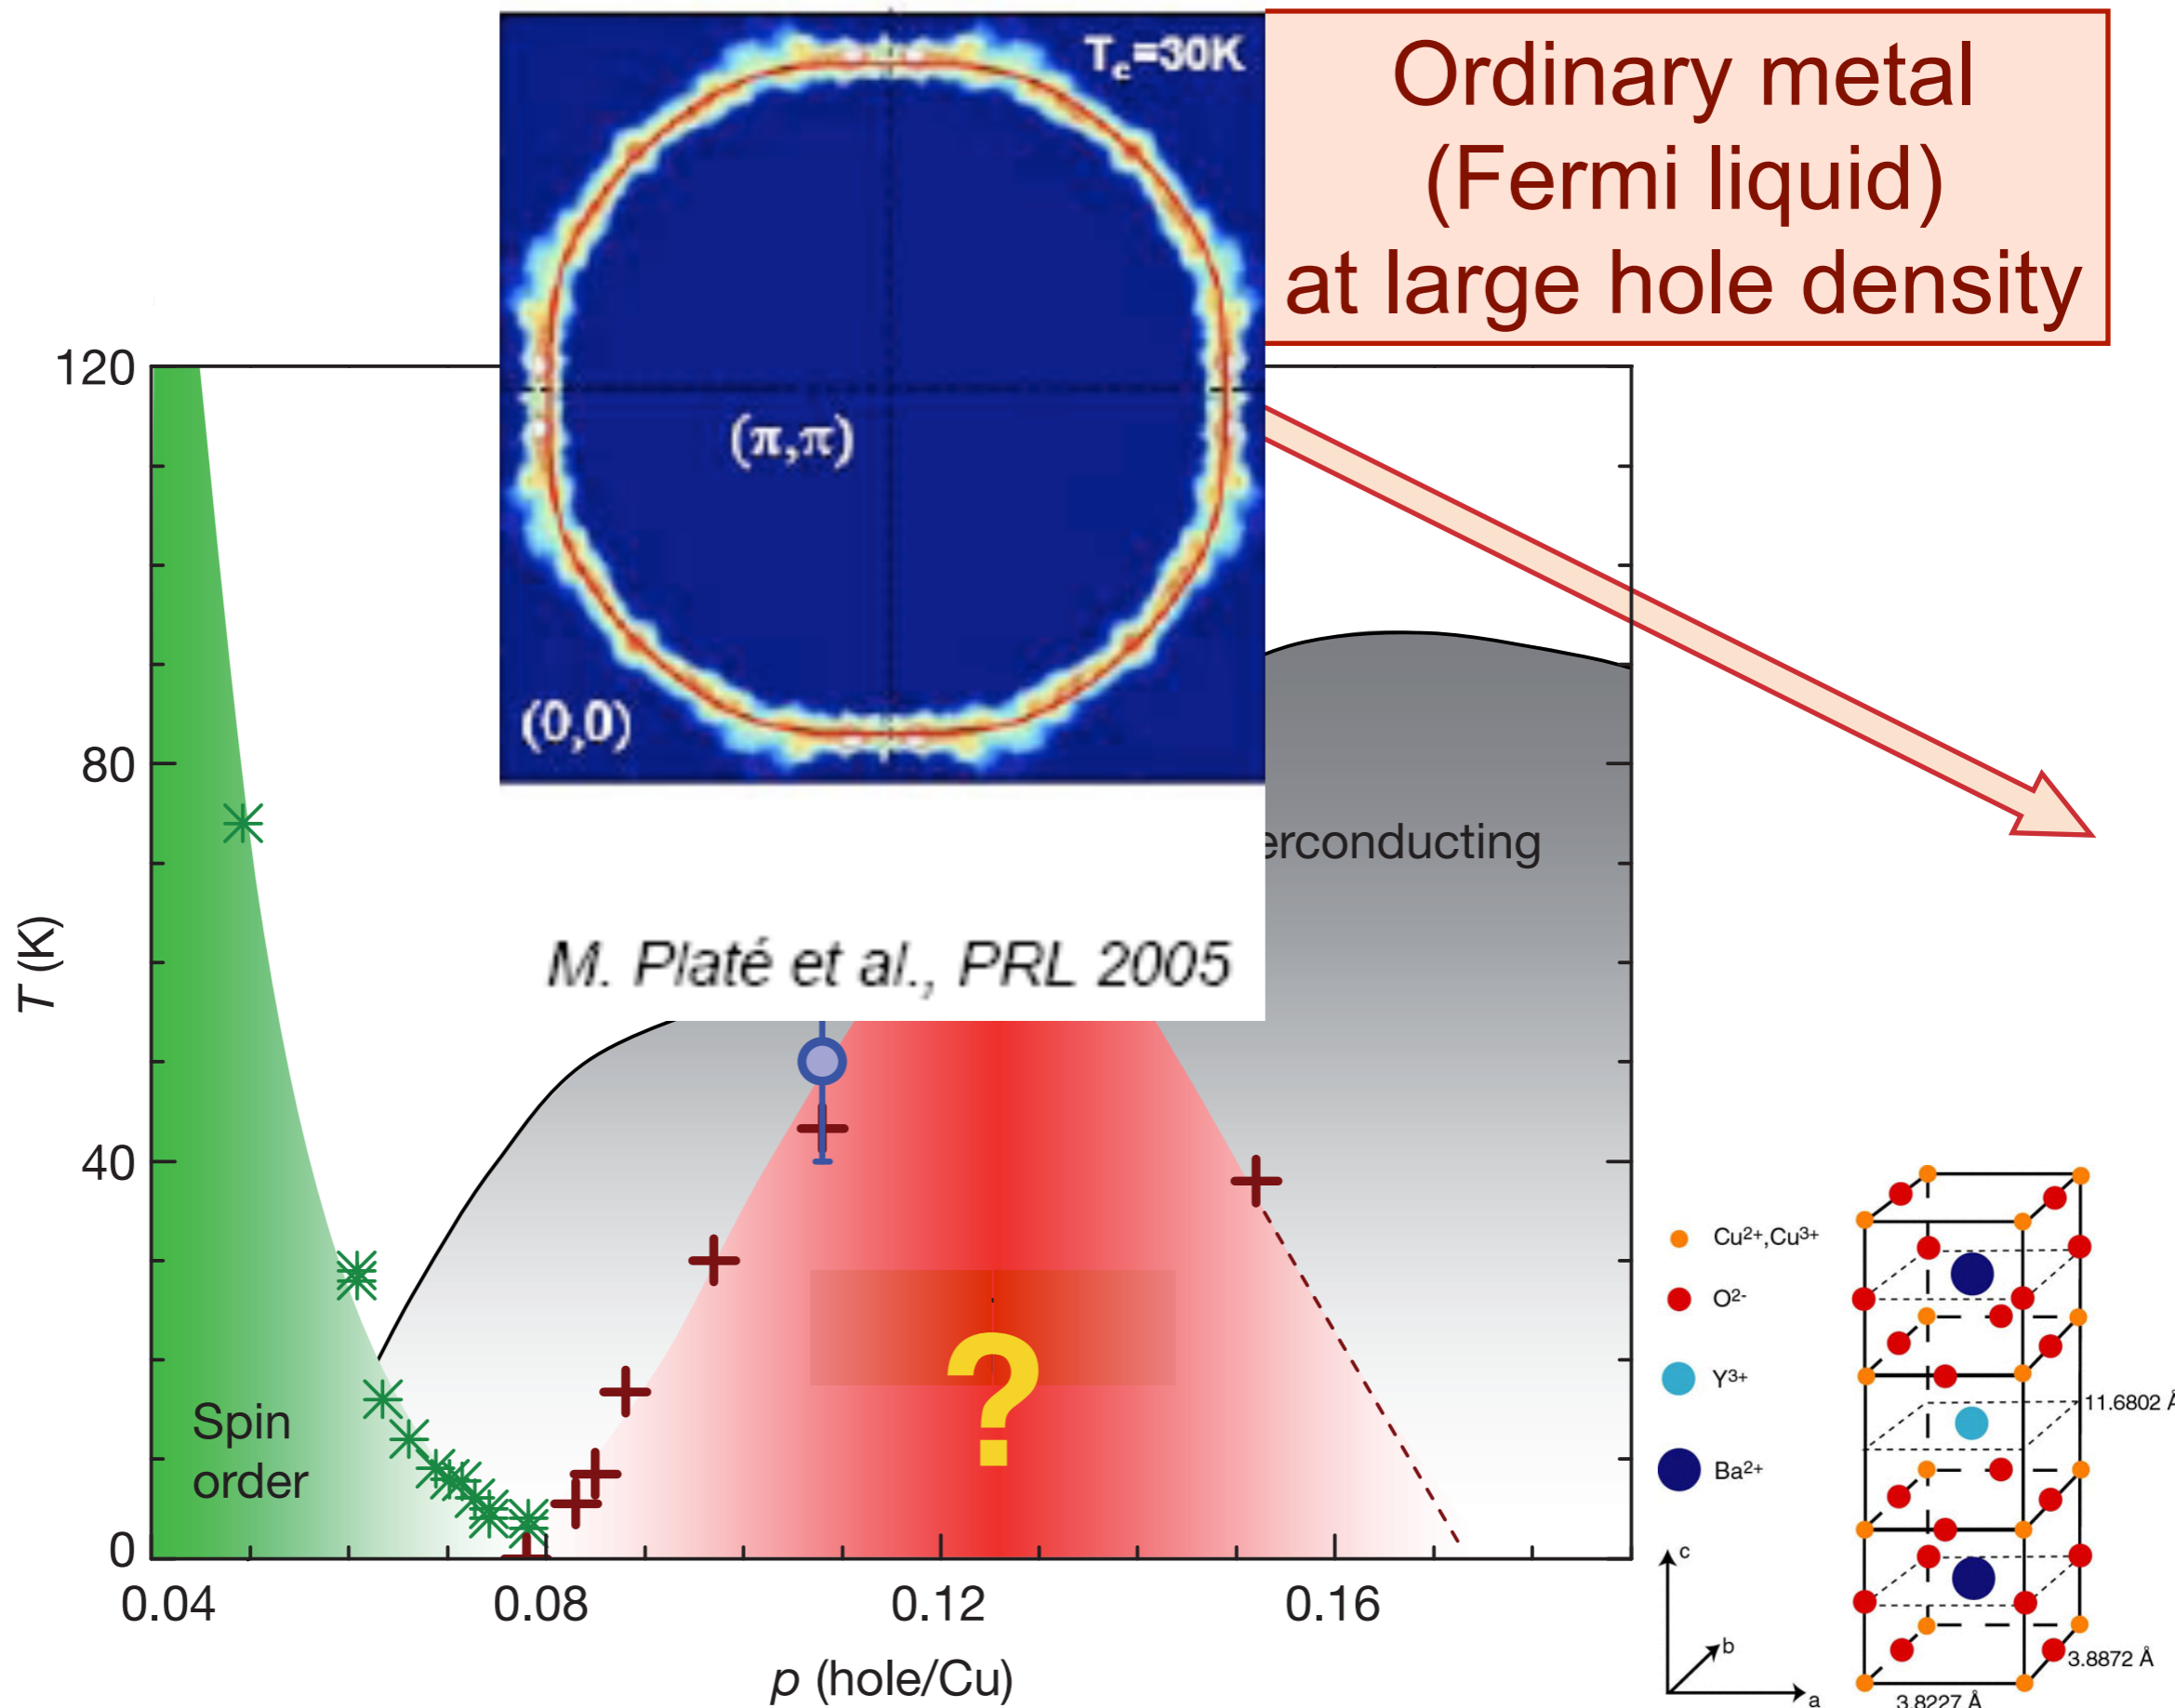 Tc=30K
(π,π)
(0,0)
M. Platé et al., PRL 2005
Ordinary metal
(Fermi liquid)
at large hole density
120
80
40
0
T (K)
erconducting
Spin
order
?
0.04
0.08
0.12
0.16
p (hole/Cu)
Cu²⁺,Cu³⁺
O²⁻
Y³⁺
Ba²⁺
11.6802 Å
3.8872 Å
3.8227 Å
c
b
a